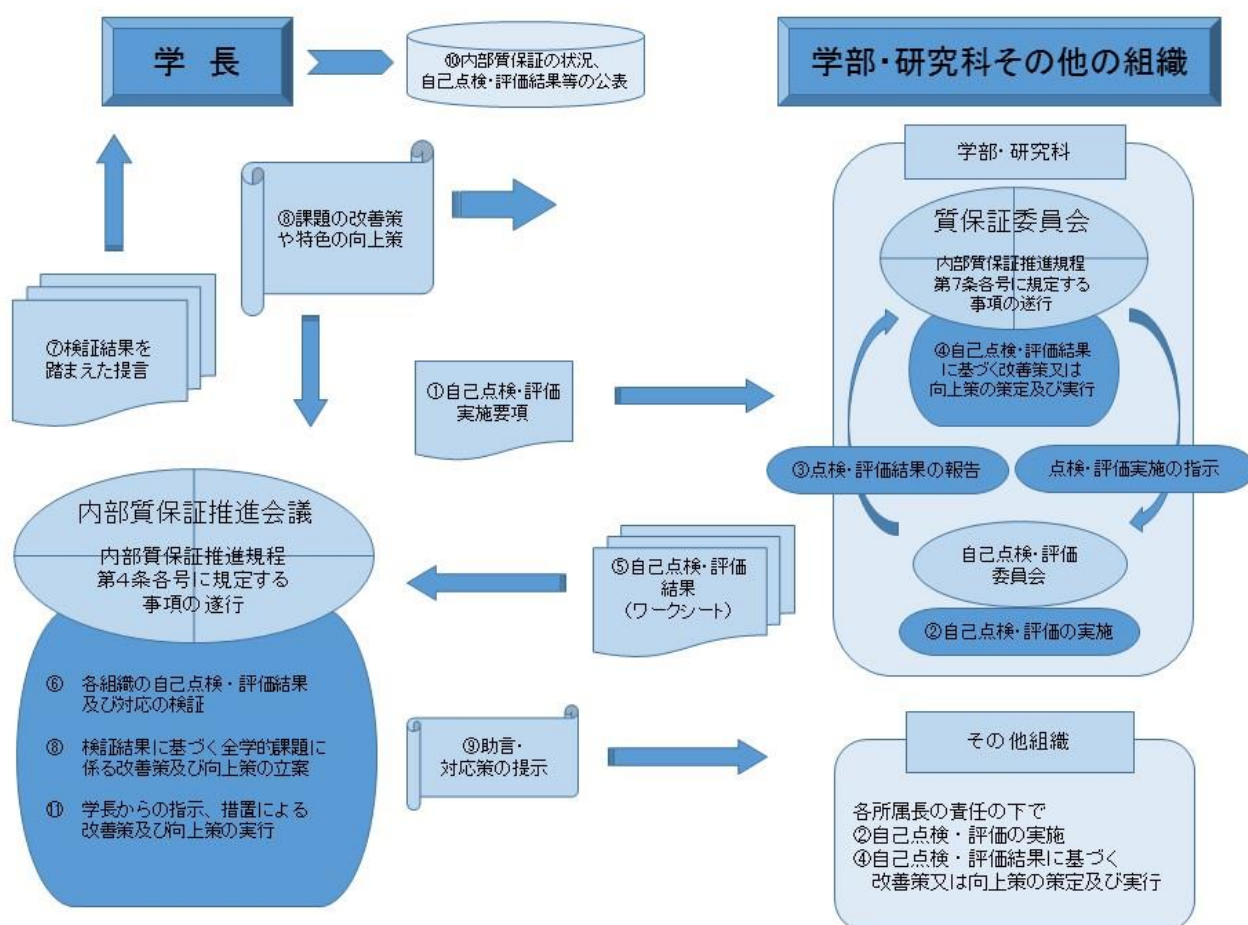 学 長
⑩内部質保証の状況、
自己点検・評価結果等の公表
学部・研究科その他の組織
学部・研究科
質保証委員会
内部質保証推進規程
第7条各号に規定する
事項の遂行
④自己点検・評価結果
に基づく改善策又は
向上策の策定及び実行
③点検・評価結果の報告
点検・評価実施の指示
自己点検・評価
委員会
②自己点検・評価の実施
⑧課題の改善策
や特色の向上策
⑦検証結果を
踏まえた提言
①自己点検・評価
実施要項
内部質保証推進会議
内部質保証推進規程
第4条各号に規定する
事項の遂行
⑤自己点検・評価
結果
(ワークシート)
⑥ 各組織の自己点検・評価結果
及び対応の検証
⑧ 検証結果に基づく全学的課題に
係る改善策及び向上策の立案
⑪ 学長からの指示、措置による
改善策及び向上策の実行
⑨助言・
対応策の提示
その他組織
各所属長の責任の下で
②自己点検・評価の実施
④自己点検・評価結果に基づく
改善策又は向上策の策定及び実行